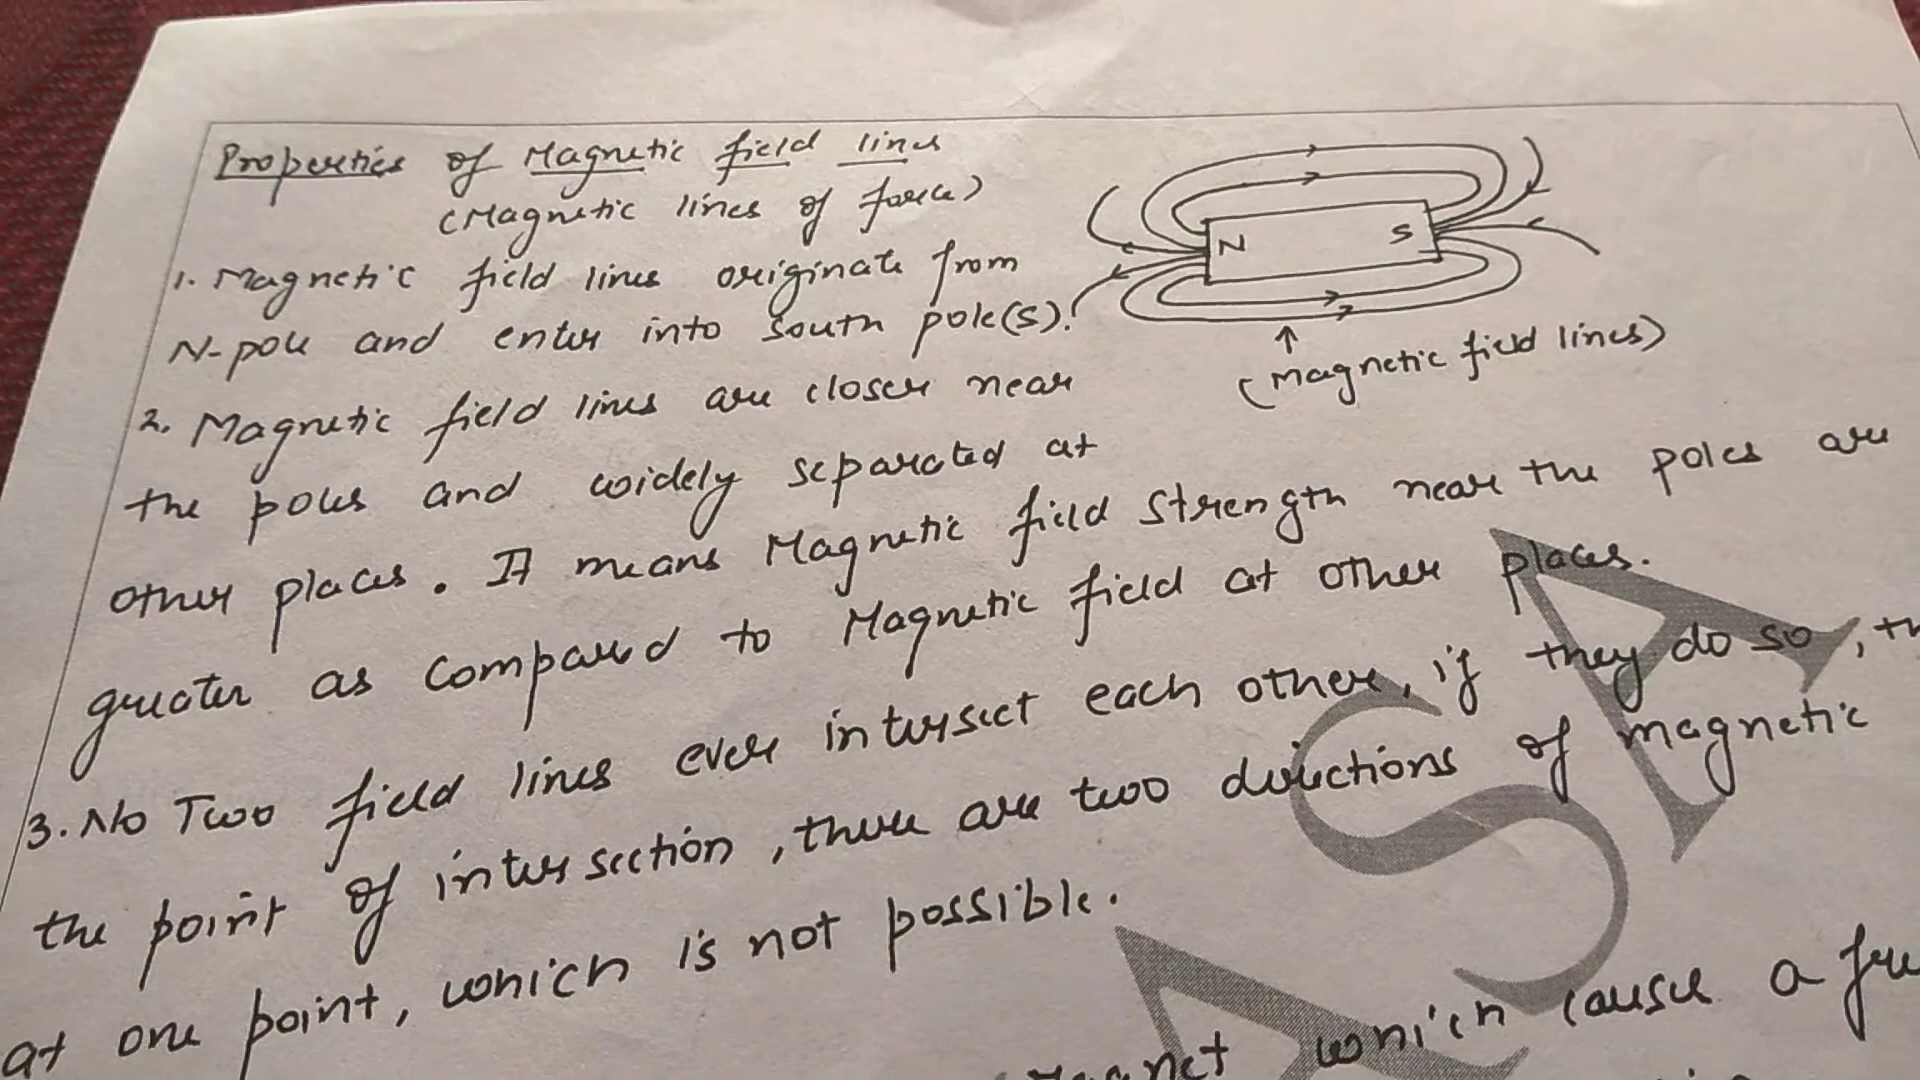 Properties of Magnetic field lines
(Magnetic lines of force)
1. Magnetic field lines originate from
N-pole and enter into south pole(s).
N S
↑
(Magnetic field lines)
2. Magnetic field lines are closer near
the poles and widely separated at
other places. It means Magnetic field strength near the poles are
greater as compared to Magnetic field at other places.
3. No Two field lines ever intersect each other, if they do so, th
the point of intersection, there are two directions of magnetic
at one point, which is not possible.
which cause a
ASA